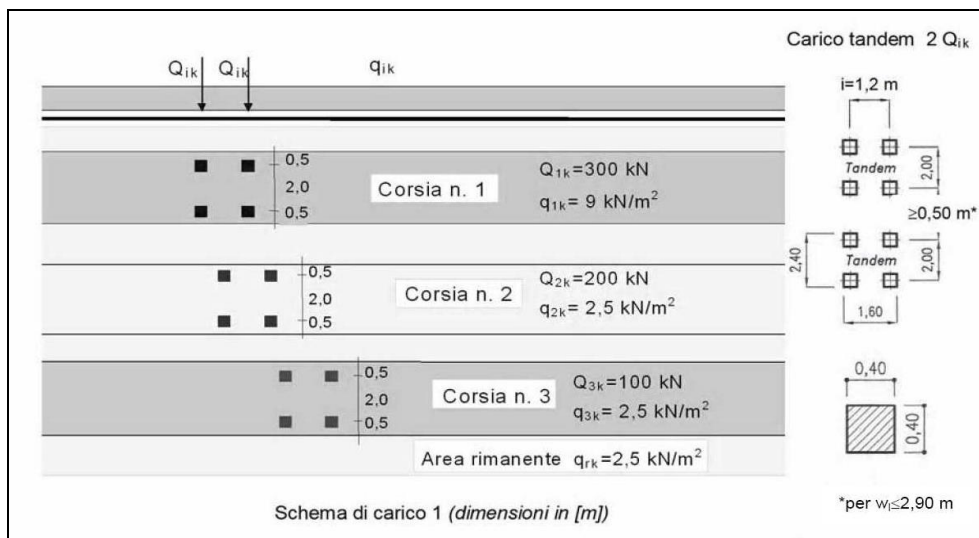 Carico tandem 2 Qik
Qik Qik qik
i=1,2 m
0,5
2,0
0,5
Corsia n. 1
Q1k=300 kN
q1k= 9 kN/m²
Tandem
2,00
≥0,50 m*
0,5
2,0
0,5
Corsia n. 2
Q2k=200 kN
q2k= 2,5 kN/m²
2,40
Tandem
2,00
1,60
0,5
2,0
0,5
Corsia n. 3
Q3k=100 kN
q3k= 2,5 kN/m²
0,40
0,40
Area rimanente qrk=2,5 kN/m²
Schema di carico 1 (dimensioni in [m])
*per wl≤2,90 m